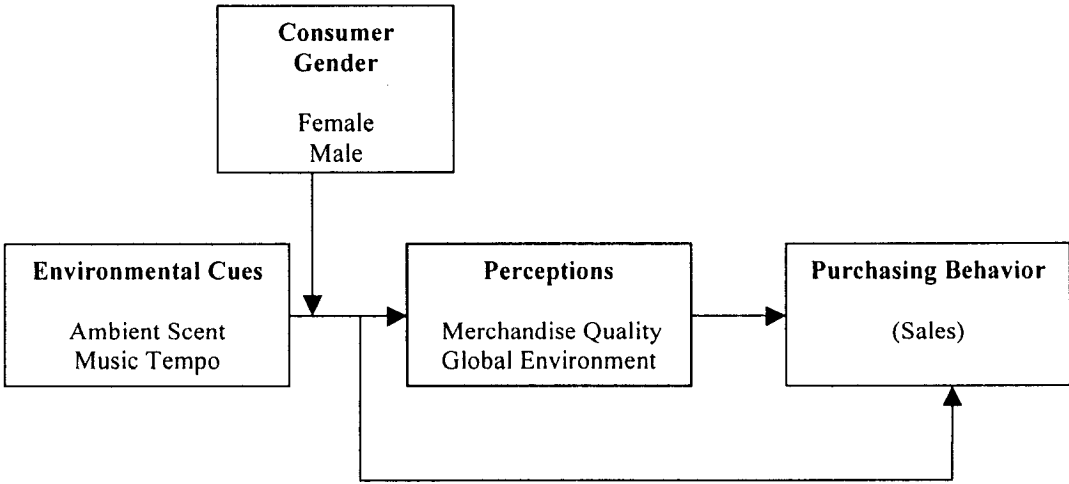 Consumer
Gender
Female
Male
Environmental Cues
Ambient Scent
Music Tempo
Perceptions
Merchandise Quality
Global Environment
Purchasing Behavior
(Sales)